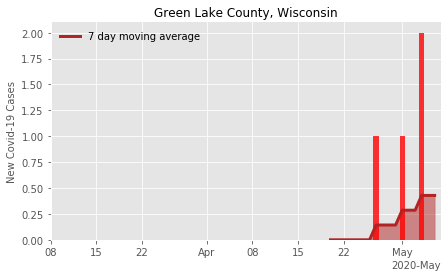 Green Lake County, Wisconsin
7 day moving average
New Covid-19 Cases
2.00
1.75
1.50
1.25
1.00
0.75
0.50
0.25
0.00
08 15 22 Apr 08 15 22 May
2020-May